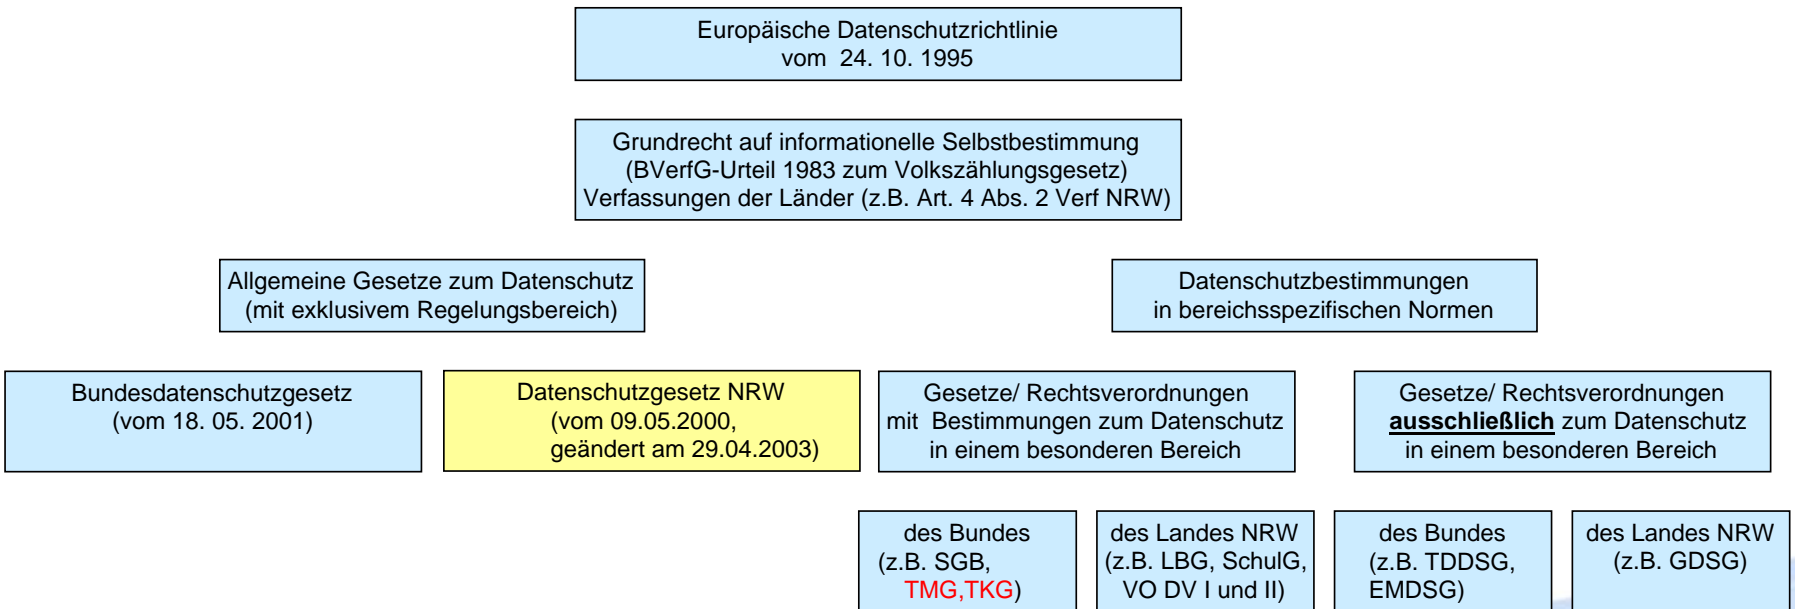 Europäische Datenschutzrichtlinie
vom 24. 10. 1995
Grundrecht auf informationelle Selbstbestimmung
(BVerfG-Urteil 1983 zum Volkszählungsgesetz)
Verfassungen der Länder (z.B. Art. 4 Abs. 2 Verf NRW)
Allgemeine Gesetze zum Datenschutz
(mit exklusivem Regelungsbereich)
Datenschutzbestimmungen
in bereichsspezifischen Normen
Bundesdatenschutzgesetz
(vom 18. 05. 2001)
Datenschutzgesetz NRW
(vom 09.05.2000,
geändert am 29.04.2003)
Gesetze/ Rechtsverordnungen
mit Bestimmungen zum Datenschutz
in einem besonderen Bereich
Gesetze/ Rechtsverordnungen
ausschließlich zum Datenschutz
in einem besonderen Bereich
des Bundes
(z.B. SGB,
TMG,TKG)
des Landes NRW
(z.B. LBG, SchulG,
VO DV I und II)
des Bundes
(z.B. TDDSG,
EMDSG)
des Landes NRW
(z.B. GDSG)